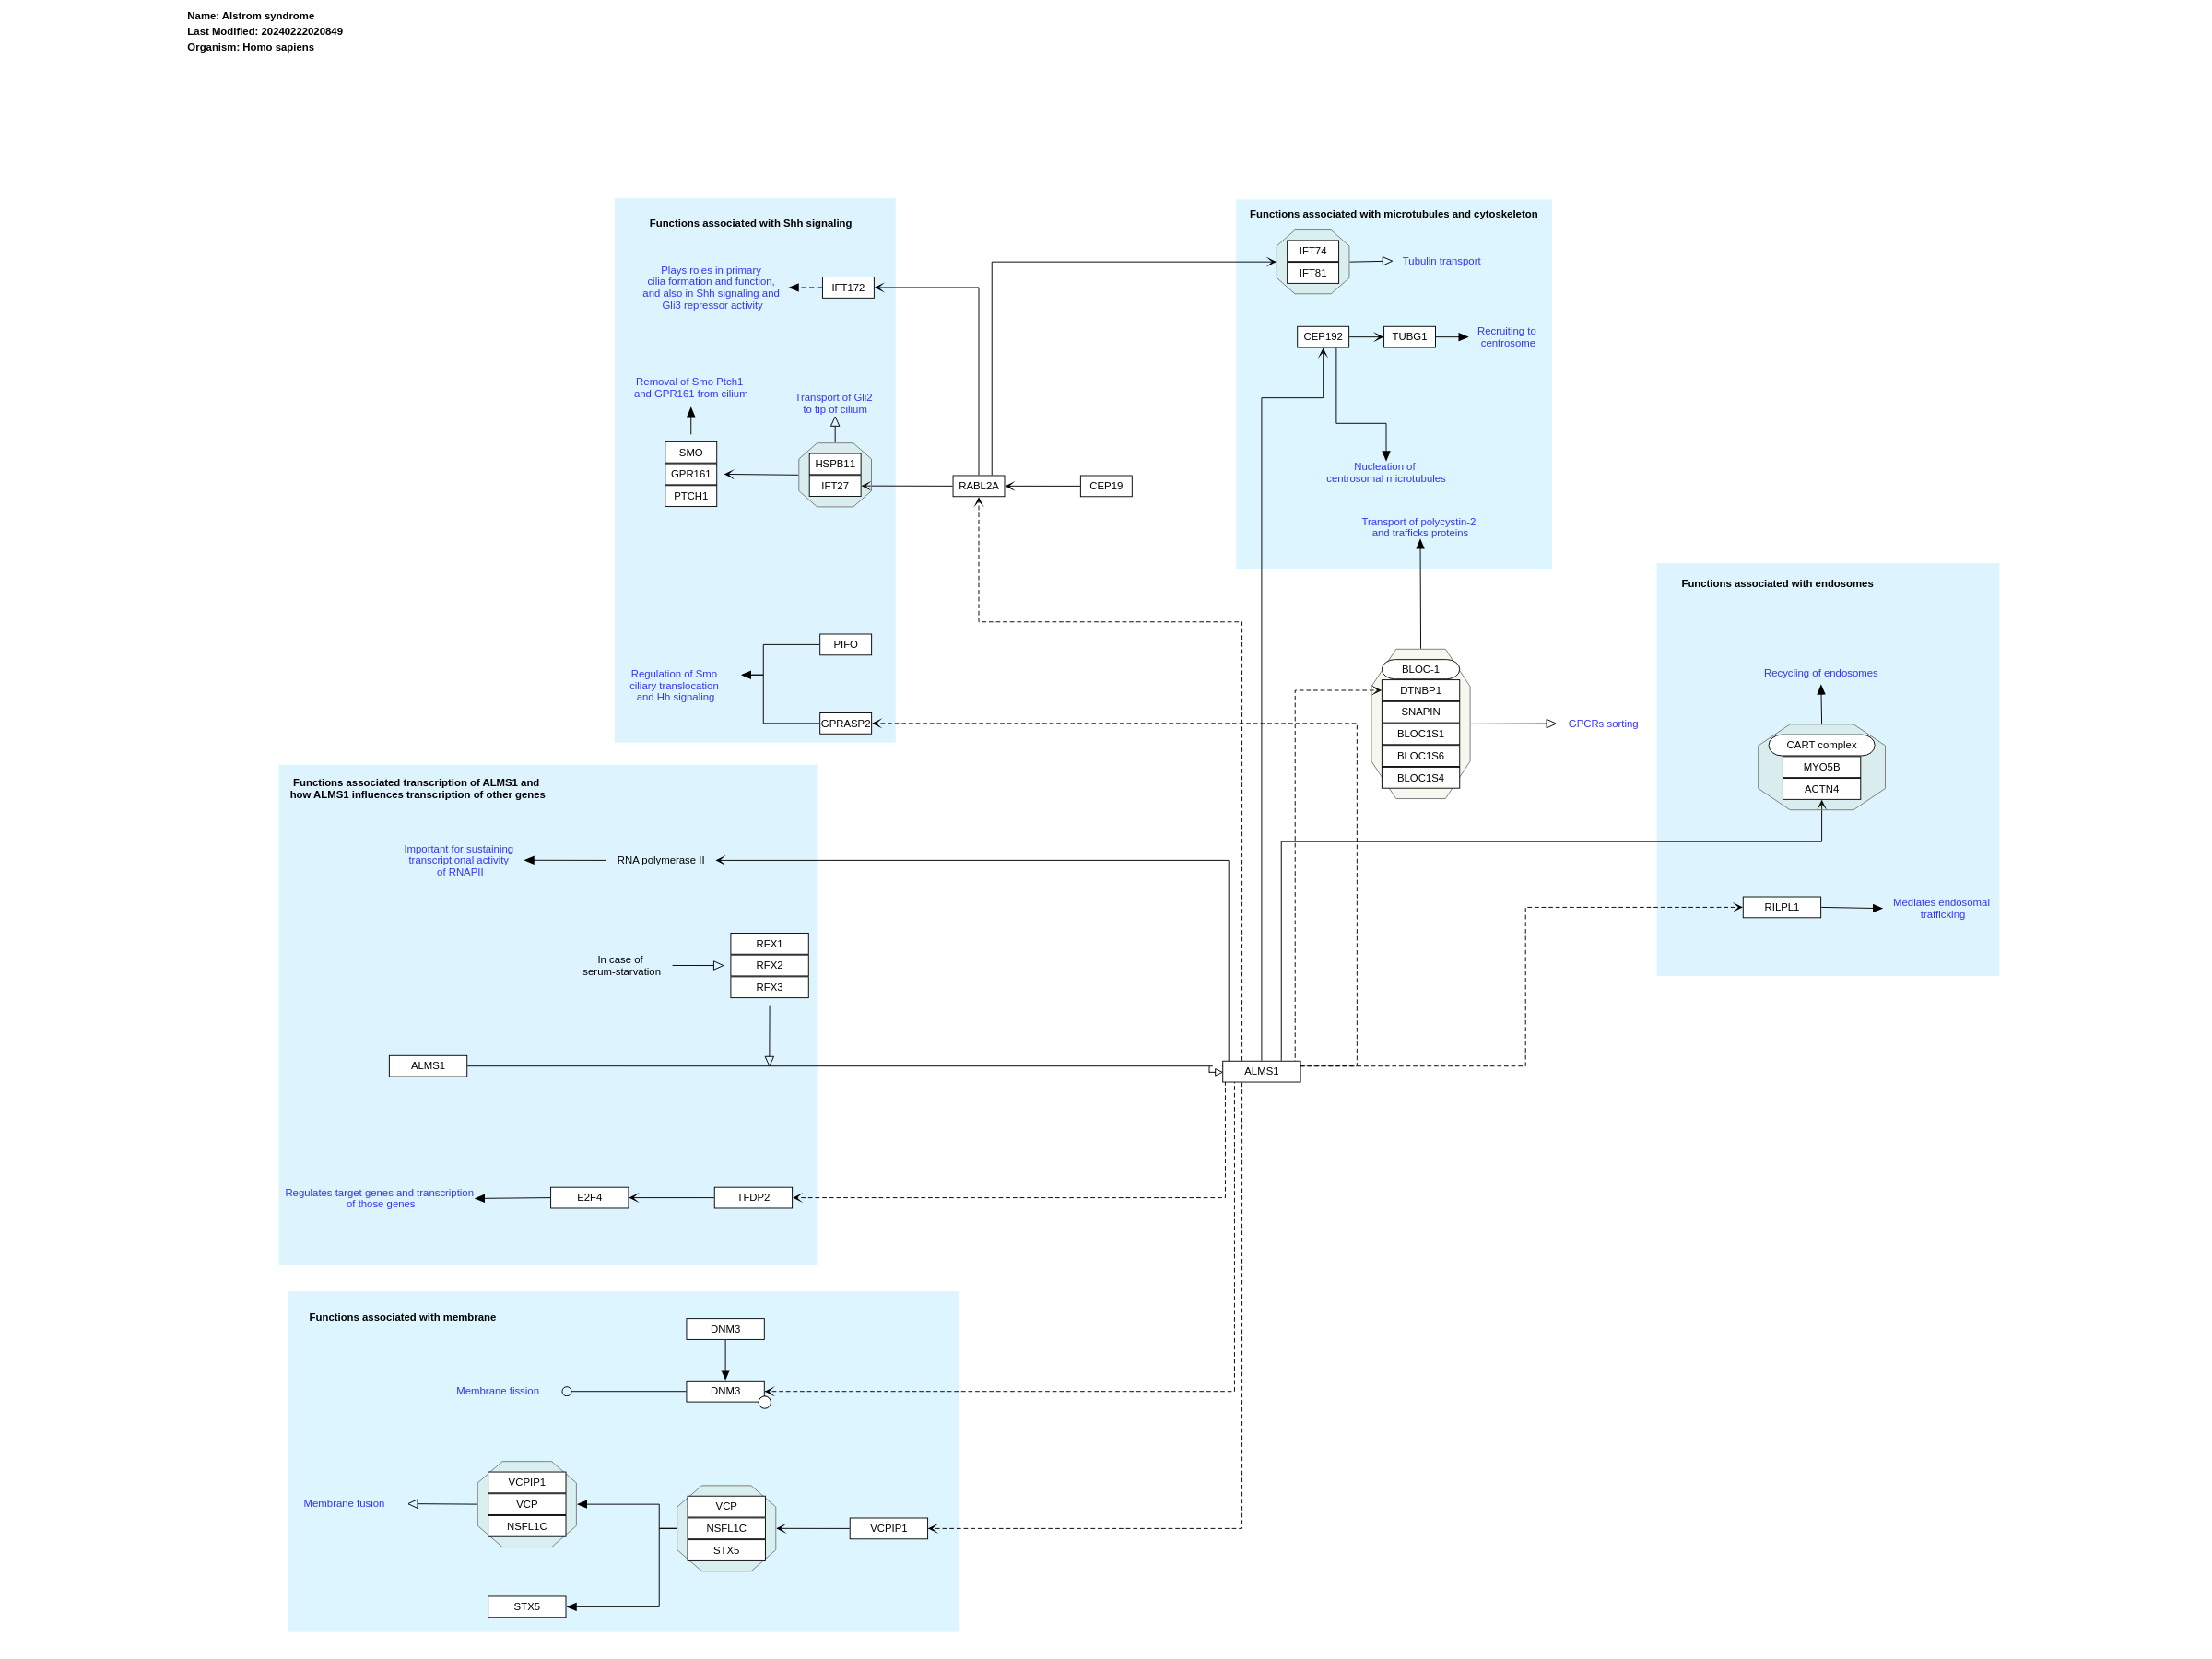 Name: Alstrom syndrome
Last Modified: 20240222020849
Organism: Homo sapiens
Functions associated with Shh signaling
Plays roles in primary
cilia formation and function,
and also in Shh signaling and
Gli3 repressor activity
IFT172
Removal of Smo Ptch1
and GPR161 from cilium
Transport of Gli2
to tip of cilium
SMO
GPR161
PTCH1
HSPB11
IFT27
RABL2A
CEP19
PIFO
Regulation of Smo
ciliary translocation
and Hh signaling
GPRASP2
Functions associated with microtubules and cytoskeleton
IFT74
IFT81
Tubulin transport
CEP192
TUBG1
Recruiting to
centrosome
Nucleation of
centrosomal microtubules
Transport of polycystin-2
and trafficks proteins
BLOC-1
DTNBP1
SNAPIN
BLOC1S1
BLOC1S6
BLOC1S4
GPCRs sorting
Functions associated with endosomes
Recycling of endosomes
CART complex
MYO5B
ACTN4
RILPL1
Mediates endosomal
trafficking
Functions associated transcription of ALMS1 and
how ALMS1 influences transcription of other genes
Important for sustaining
transcriptional activity
of RNAPII
RNA polymerase II
In case of
serum-starvation
RFX1
RFX2
RFX3
ALMS1
ALMS1
Regulates target genes and transcription
of those genes
E2F4
TFDP2
Functions associated with membrane
DNM3
Membrane fission
DNM3
Membrane fusion
VCPIP1
VCP
NSFL1C
VCP
NSFL1C
STX5
VCPIP1
STX5